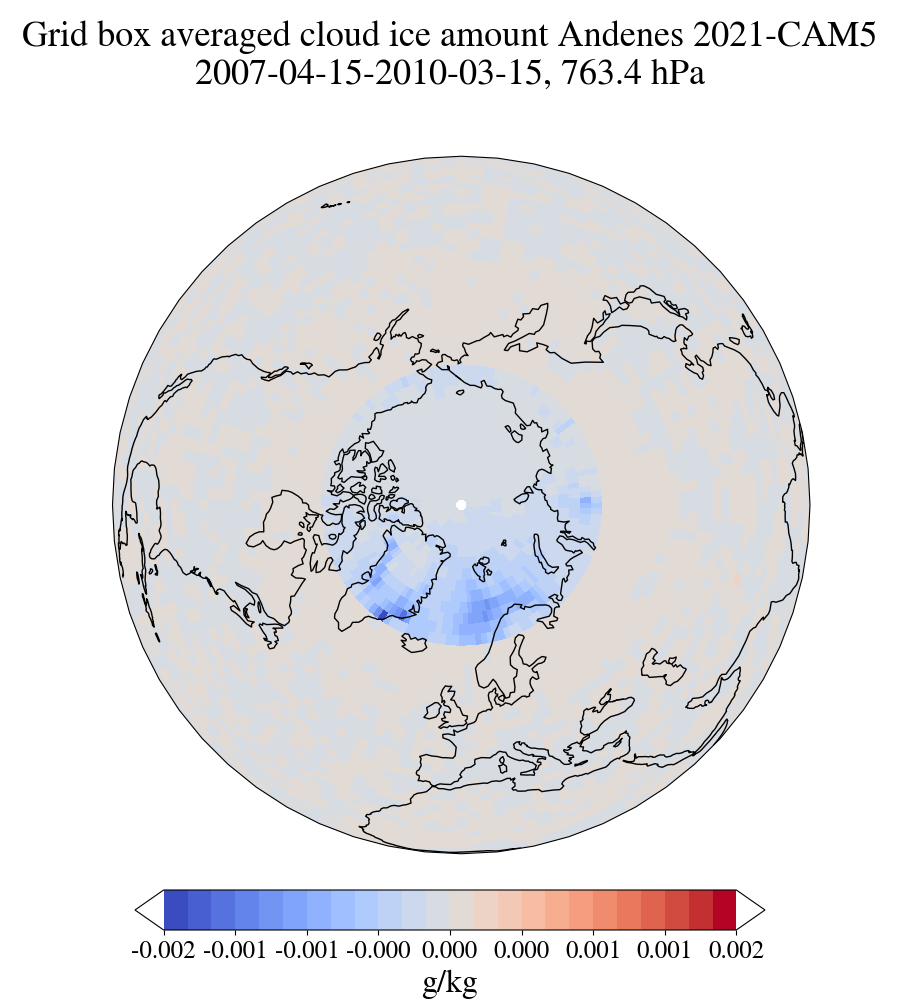 Grid box averaged cloud ice amount Andenes 2021-CAM5
2007-04-15-2010-03-15, 763.4 hPa
-0.002 -0.001 -0.001 -0.000 0.000 0.000 0.001 0.001 0.002
g/kg